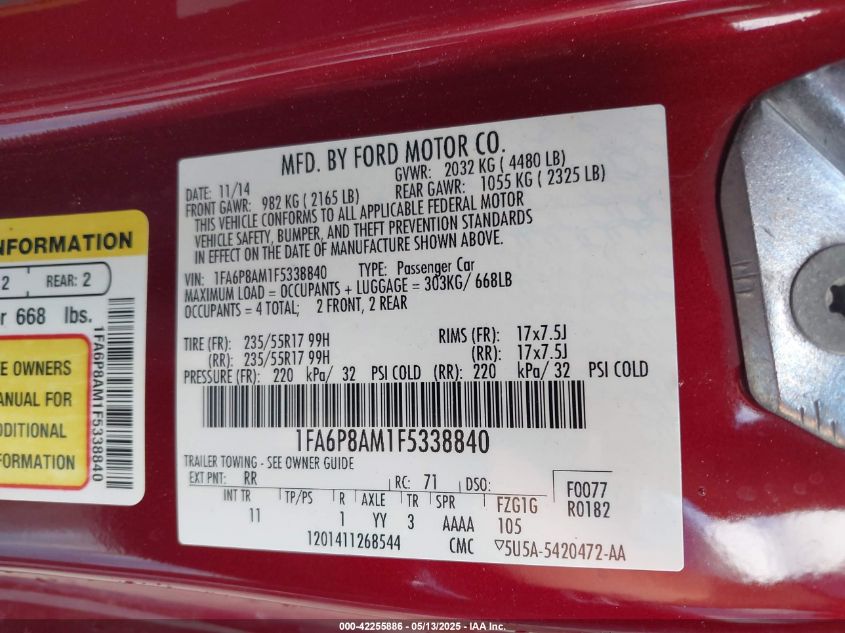 NFORMATION
2 REAR: 2
r 668 lbs.
EE OWNERS
MANUAL FOR
DDITIONAL
FORMATION
1FA6P8AM1F5338840
MFD. BY FORD MOTOR CO.
DATE: 11/14 GVWR: 2032 KG ( 4480 LB)
FRONT GAWR: 982 KG ( 2165 LB) REAR GAWR: 1055 KG ( 2325 LB)
THIS VEHICLE CONFORMS TO ALL APPLICABLE FEDERAL MOTOR
VEHICLE SAFETY, BUMPER, AND THEFT PREVENTION STANDARDS
IN EFFECT ON THE DATE OF MANUFACTURE SHOWN ABOVE.
VIN: 1FA6P8AM1F5338840 TYPE: Passenger Car
MAXIMUM LOAD = OCCUPANTS + LUGGAGE = 303KG/ 668LB
OCCUPANTS = 4 TOTAL; 2 FRONT, 2 REAR
TIRE (FR): 235/55R17 99H RIMS (FR): 17x7.5J
(RR): 235/55R17 99H (RR): 17x7.5J
PRESSURE (FR): 220 kPa/ 32 PSI COLD (RR): 220 kPa/ 32 PSI COLD
1FA6P8AM1F5338840
TRAILER TOWING - SEE OWNER GUIDE
EXT PNT: RR RC: 71 DSO: F0077
INT TR TP/PS R AXLE TR SPR FZG1G R0182
11 1 YY 3 AAAA 105
1201411268544 CMC ▽5U5A-5420472-AA
000-42255886 - 05/13/2025 - IAA Inc.